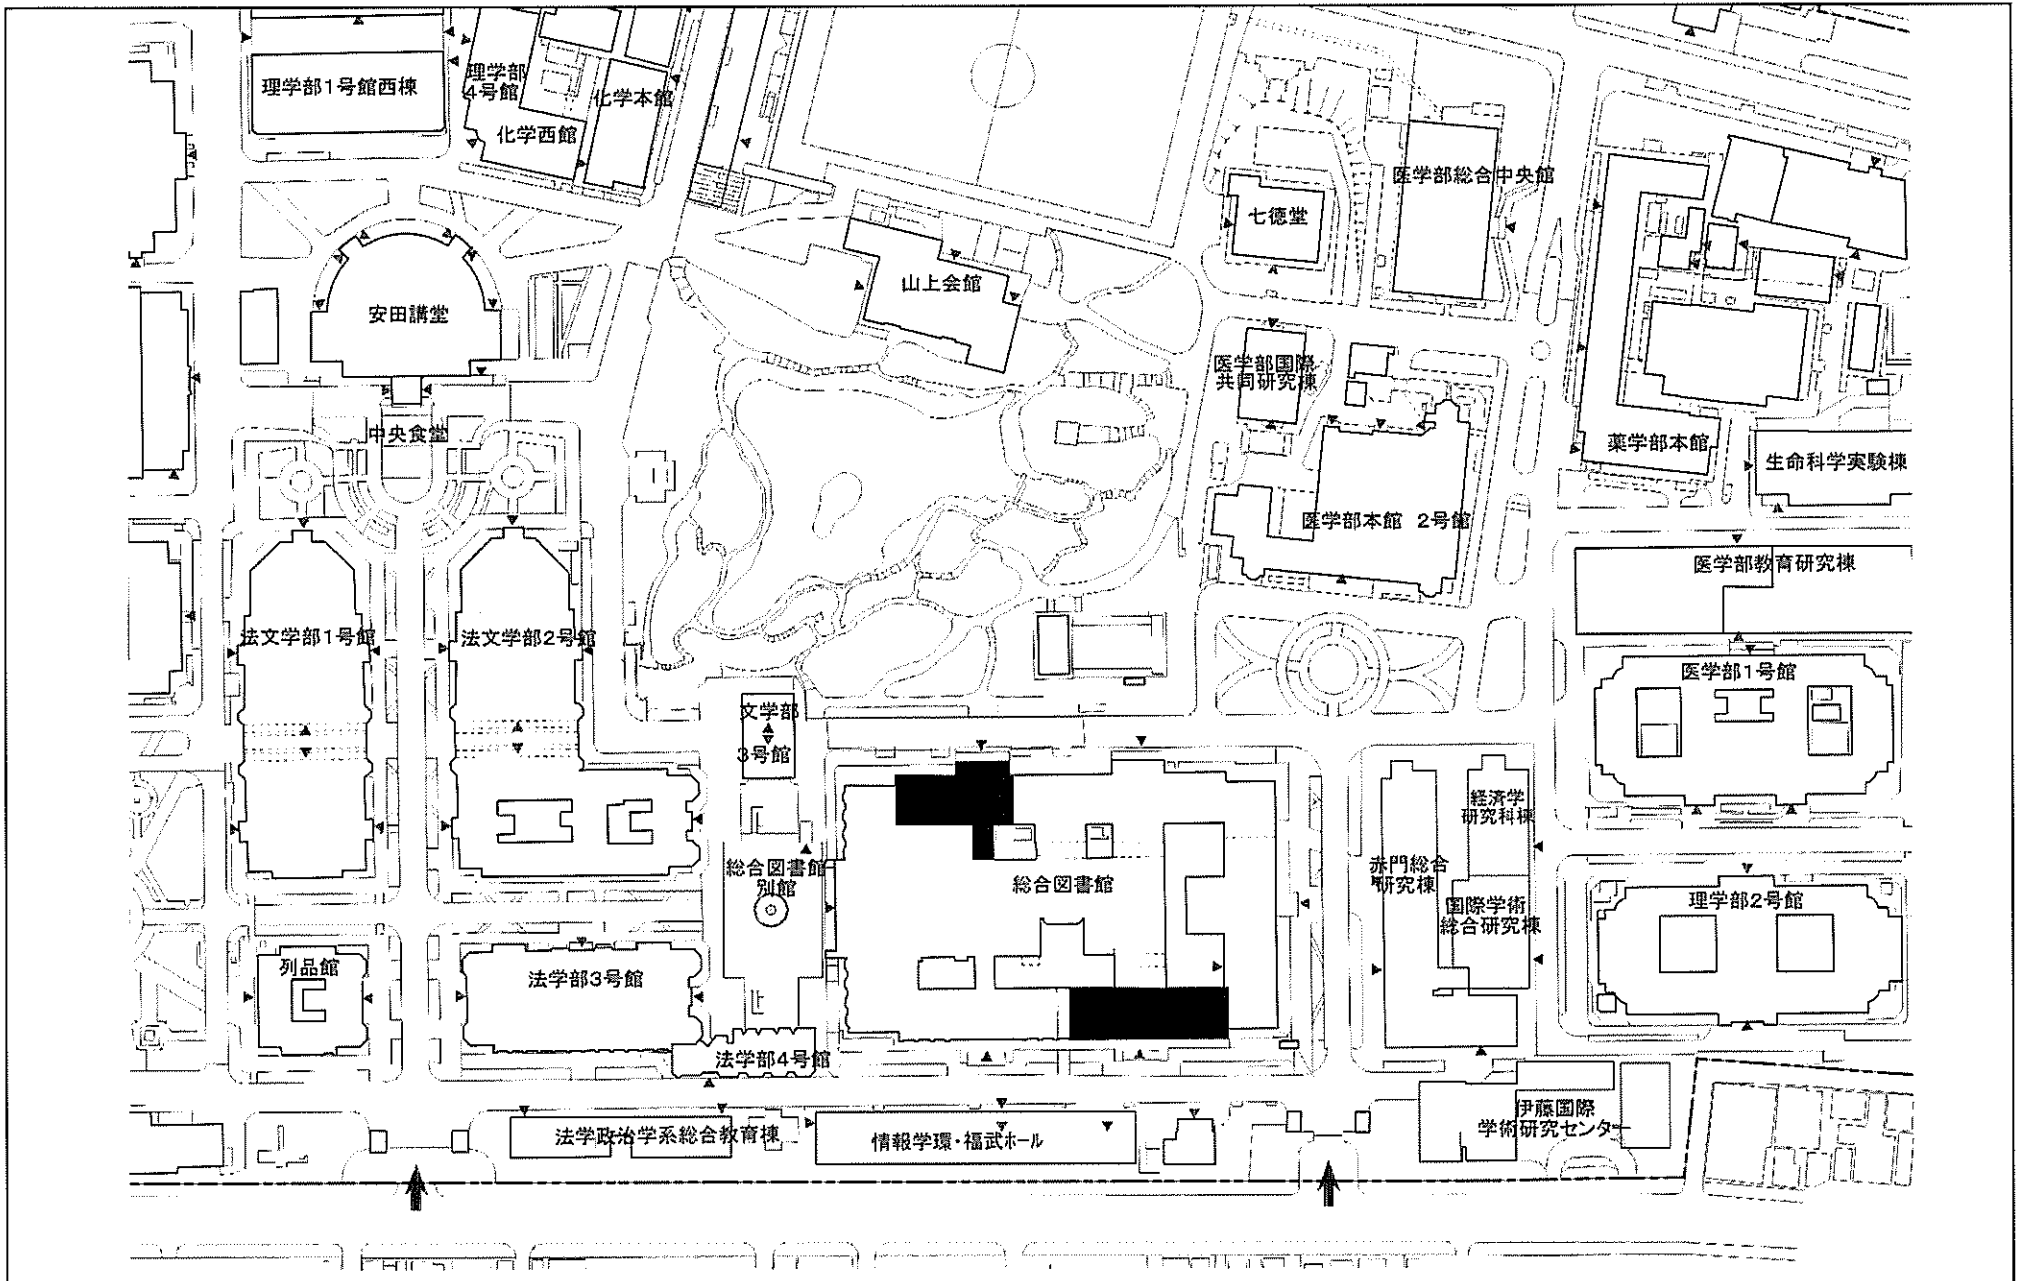 理学部1号館西棟
理学部
4号館
化学本館
化学西館
医学部総合中央館
七徳堂
山上会館
安田講堂
医学部国際
共同研究棟
中央食堂
薬学部本館
生命科学実験棟
医学部本館 2号館
医学部教育研究棟
法文学部1号館
法文学部2号館
医学部1号館
文学部
3号館
経済学
研究科棟
総合図書館
別館
総合図書館
赤門総合
研究棟
国際学術
総合研究棟
理学部2号館
列品館
法学部3号館
法学部4号館
伊藤国際
学術研究センター
法学政治学系総合教育棟
情報学環・福武ホール